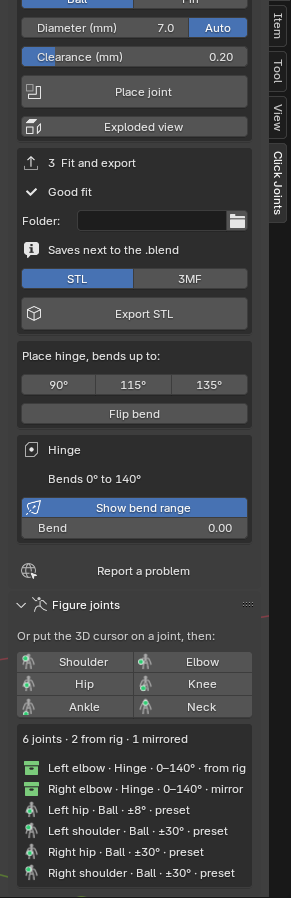 Ball
Pin
Diameter (mm) 7.0 Auto
Clearance (mm) 0.20
Place joint
Exploded view
3 Fit and export
Good fit
Folder:
Saves next to the .blend
STL 3MF
Export STL
Place hinge, bends up to:
90° 115° 135°
Flip bend
Hinge
Bends 0° to 140°
Show bend range
Bend 0.00
Report a problem
Figure joints
Or put the 3D cursor on a joint, then:
Shoulder Elbow
Hip Knee
Ankle Neck
6 joints · 2 from rig · 1 mirrored
Left elbow · Hinge · 0–140° · from rig
Right elbow · Hinge · 0–140° · mirror
Left hip · Ball · ±8° · preset
Left shoulder · Ball · ±30° · preset
Right hip · Ball · ±30° · preset
Right shoulder · Ball · ±30° · preset
Item
Tool
View
Click Joints